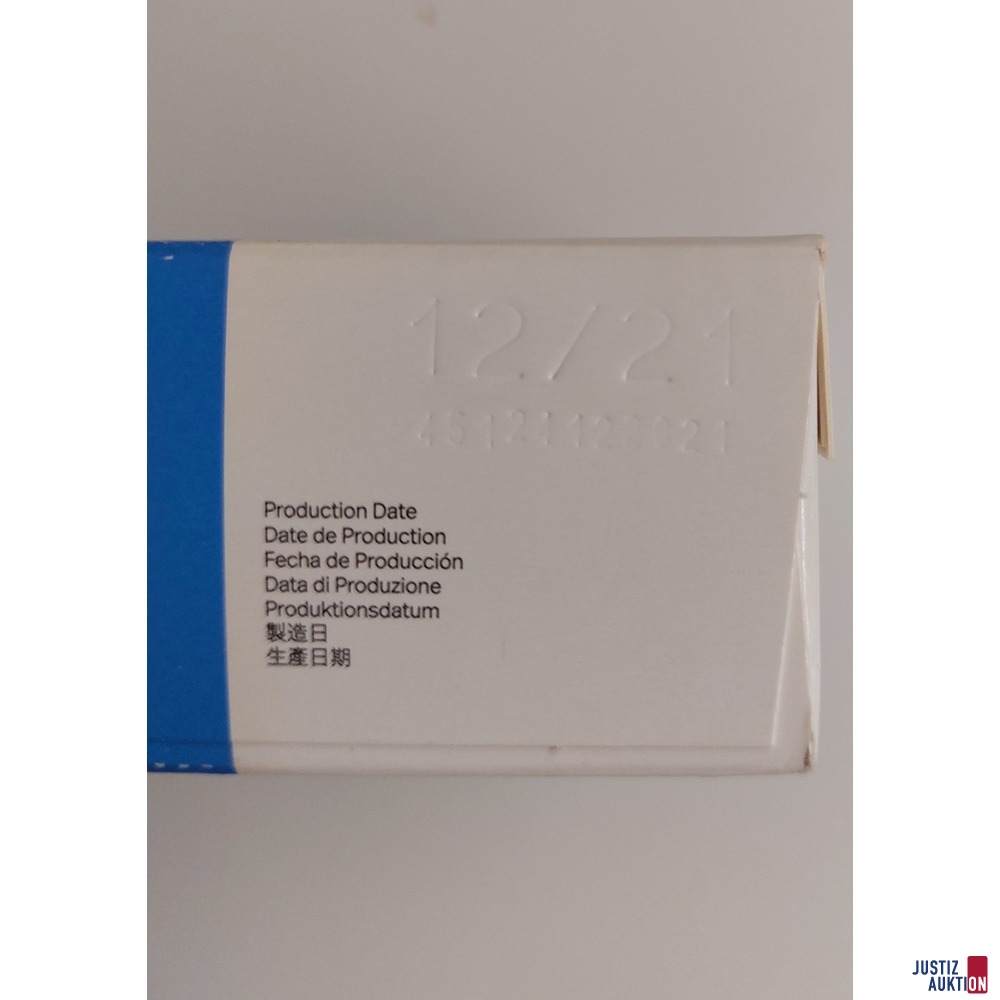 12/21
Production Date
Date de Production
Fecha de Producción
Data di Produzione
Produktionsdatum
製造日
生產日期
JUSTIZ
AUKTION